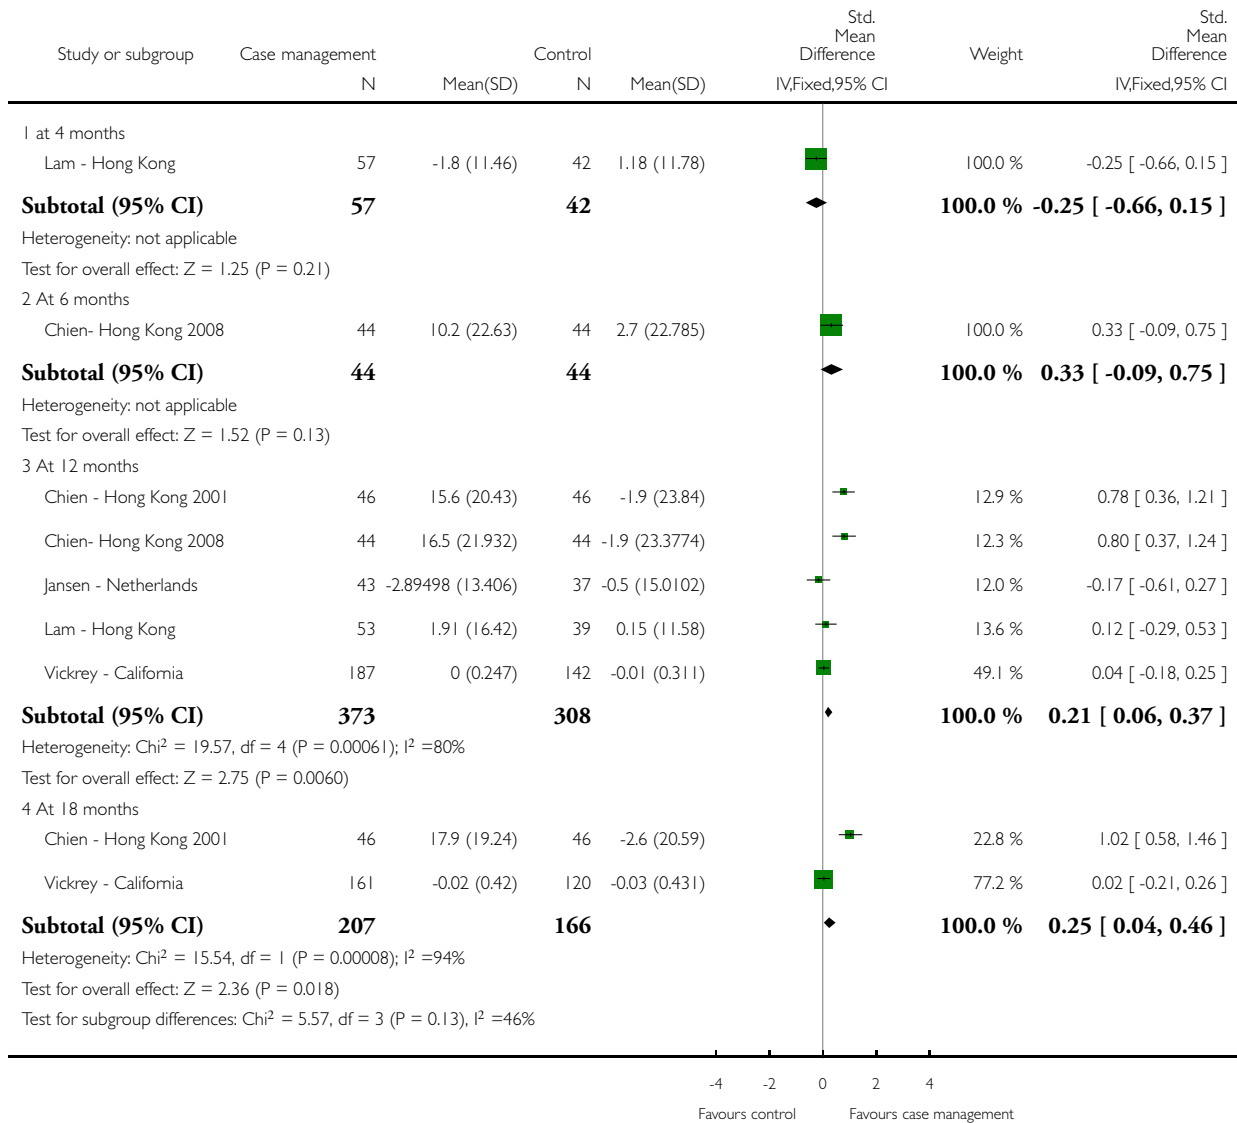 Study or subgroup Case management Control Std. Mean Difference Weight Std. Mean Difference
N Mean(SD) N Mean(SD) IV,Fixed,95% CI IV,Fixed,95% CI
1 at 4 months
Lam - Hong Kong 57 -1.8 (11.46) 42 1.18 (11.78) 100.0 % -0.25 [ -0.66, 0.15 ]
Subtotal (95% CI) 57 42 100.0 % -0.25 [ -0.66, 0.15 ]
Heterogeneity: not applicable
Test for overall effect: Z = 1.25 (P = 0.21)
2 At 6 months
Chien- Hong Kong 2008 44 10.2 (22.63) 44 2.7 (22.785) 100.0 % 0.33 [ -0.09, 0.75 ]
Subtotal (95% CI) 44 44 100.0 % 0.33 [ -0.09, 0.75 ]
Heterogeneity: not applicable
Test for overall effect: Z = 1.52 (P = 0.13)
3 At 12 months
Chien - Hong Kong 2001 46 15.6 (20.43) 46 -1.9 (23.84) 12.9 % 0.78 [ 0.36, 1.21 ]
Chien- Hong Kong 2008 44 16.5 (21.932) 44 -1.9 (23.3774) 12.3 % 0.80 [ 0.37, 1.24 ]
Jansen - Netherlands 43 -2.89498 (13.406) 37 -0.5 (15.0102) 12.0 % -0.17 [ -0.61, 0.27 ]
Lam - Hong Kong 53 1.91 (16.42) 39 0.15 (11.58) 13.6 % 0.12 [ -0.29, 0.53 ]
Vickrey - California 187 0 (0.247) 142 -0.01 (0.311) 49.1 % 0.04 [ -0.18, 0.25 ]
Subtotal (95% CI) 373 308 100.0 % 0.21 [ 0.06, 0.37 ]
Heterogeneity: Chi² = 19.57, df = 4 (P = 0.00061); I² =80%
Test for overall effect: Z = 2.75 (P = 0.0060)
4 At 18 months
Chien - Hong Kong 2001 46 17.9 (19.24) 46 -2.6 (20.59) 22.8 % 1.02 [ 0.58, 1.46 ]
Vickrey - California 161 -0.02 (0.42) 120 -0.03 (0.431) 77.2 % 0.02 [ -0.21, 0.26 ]
Subtotal (95% CI) 207 166 100.0 % 0.25 [ 0.04, 0.46 ]
Heterogeneity: Chi² = 15.54, df = 1 (P = 0.00008); I² =94%
Test for overall effect: Z = 2.36 (P = 0.018)
Test for subgroup differences: Chi² = 5.57, df = 3 (P = 0.13), I² =46%
-4 -2 0 2 4
Favours control Favours case management